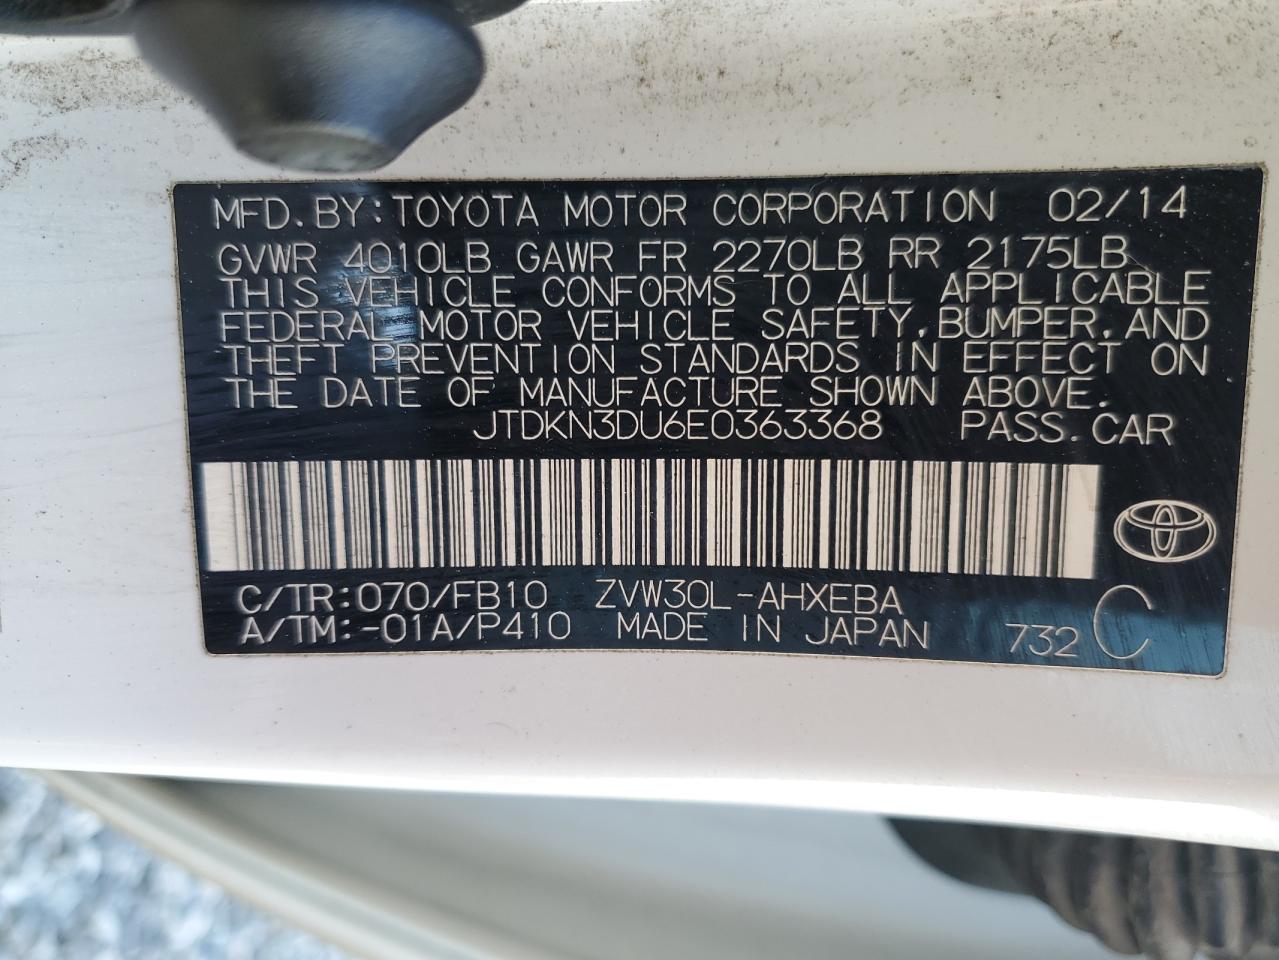 MFD.BY:TOYOTA MOTOR CORPORATION 02/14
GVWR 4010LB GAWR FR 2270LB RR 2175LB
THIS VEHICLE CONFORMS TO ALL APPLICABLE
FEDERAL MOTOR VEHICLE SAFETY,BUMPER,AND
THEFT PREVENTION STANDARDS IN EFFECT ON
THE DATE OF MANUFACTURE SHOWN ABOVE.
JTDKN3DU6E0363368 PASS.CAR
C/TR:070/FB10 ZVW30L-AHXEBA
A/TM:-01A/P410 MADE IN JAPAN 732 C